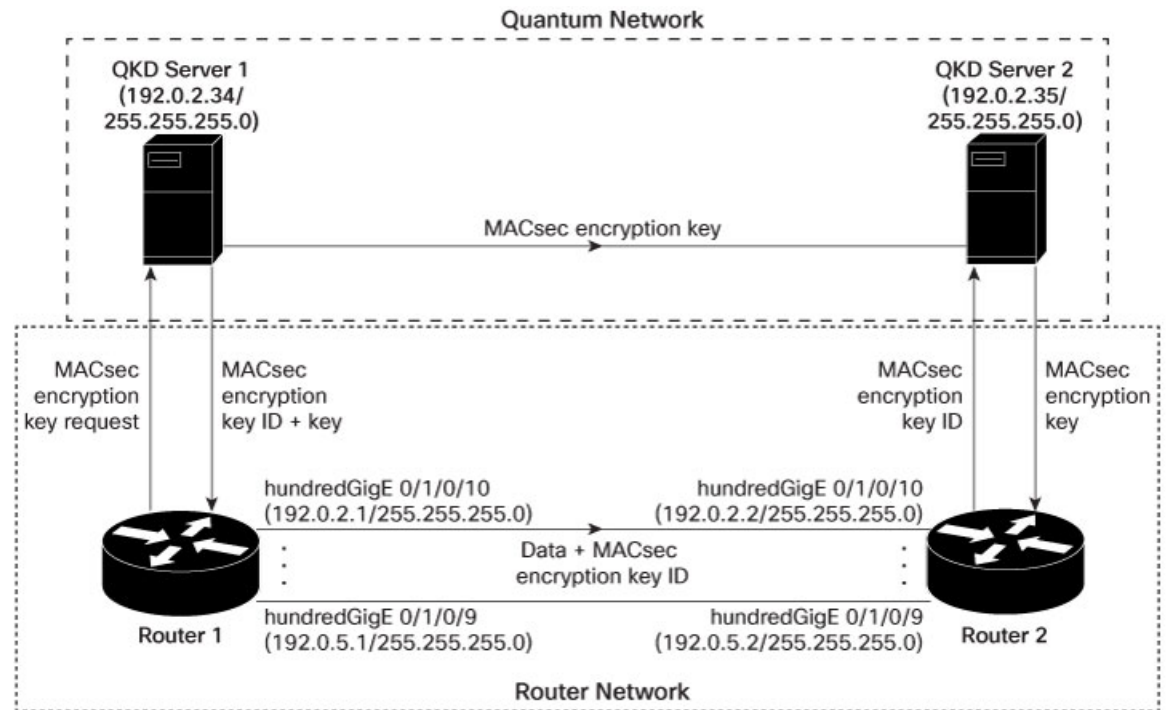 Quantum Network
QKD Server 1
(192.0.2.34/
255.255.255.0)
QKD Server 2
(192.0.2.35/
255.255.255.0)
MACsec encryption key
MACsec
encryption
key request
MACsec
encryption
key ID + key
MACsec
encryption
key ID
MACsec
encryption
key
hundredGigE 0/1/0/10
(192.0.2.1/255.255.255.0)
hundredGigE 0/1/0/10
(192.0.2.2/255.255.255.0)
Data + MACsec
encryption key ID
hundredGigE 0/1/0/9
(192.0.5.1/255.255.255.0)
hundredGigE 0/1/0/9
(192.0.5.2/255.255.255.0)
Router 1
Router 2
Router Network